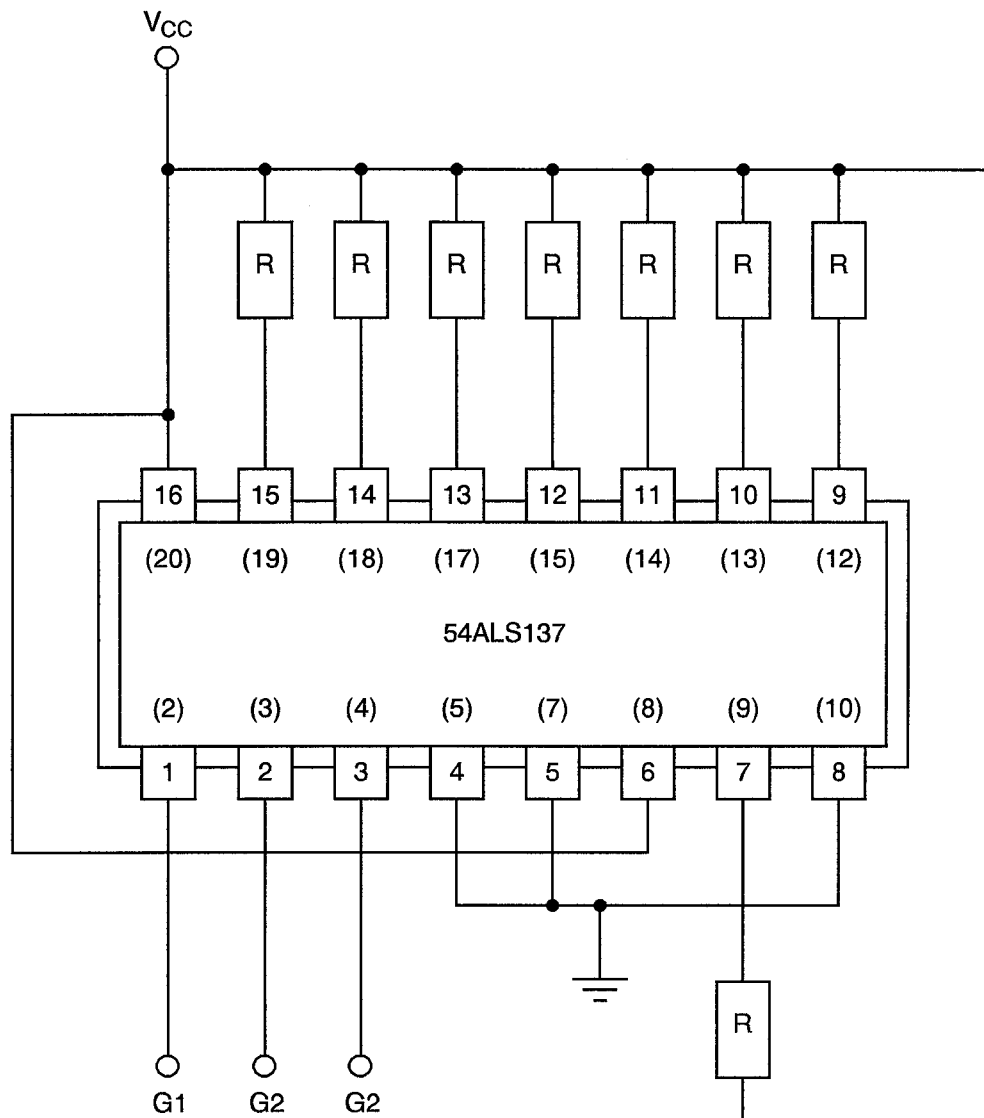 VCC
R R R R R R R
16 15 14 13 12 11 10 9
(20) (19) (18) (17) (15) (14) (13) (12)
54ALS137
(2) (3) (4) (5) (7) (8) (9) (10)
1 2 3 4 5 6 7 8
R
G1 G2 G2